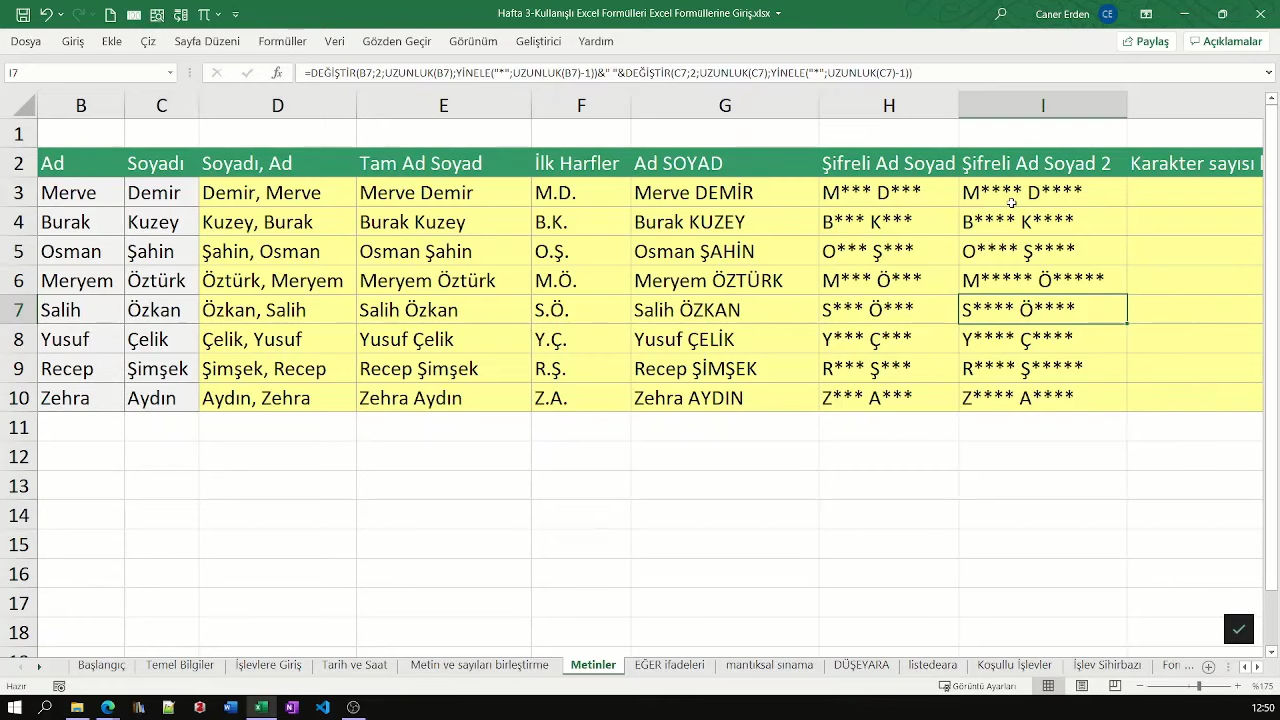 Hafta 3-Kullanışlı Excel Formülleri Excel Formüllerine Giriş.xlsx
Caner Erden CE
Dosya Giriş Ekle Çiz Sayfa Düzeni Formüller Veri Gözden Geçir Görünüm Geliştirici Yardım Paylaş Açıklamalar
I7 fx =DEĞİŞTİR(B7;2;UZUNLUK(B7);YİNELE("*";UZUNLUK(B7)-1))&" "&DEĞİŞTİR(C7;2;UZUNLUK(C7);YİNELE("*";UZUNLUK(C7)-1))
B C D E F G H I
1
2 Ad Soyadı Soyadı, Ad Tam Ad Soyad İlk Harfler Ad SOYAD Şifreli Ad Soyad Şifreli Ad Soyad 2 Karakter sayısı
3 Merve Demir Demir, Merve Merve Demir M.D. Merve DEMİR M*** D*** M**** D****
4 Burak Kuzey Kuzey, Burak Burak Kuzey B.K. Burak KUZEY B*** K*** B**** K****
5 Osman Şahin Şahin, Osman Osman Şahin O.Ş. Osman ŞAHİN O*** Ş*** O**** Ş****
6 Meryem Öztürk Öztürk, Meryem Meryem Öztürk M.Ö. Meryem ÖZTÜRK M*** Ö*** M***** Ö*****
7 Salih Özkan Özkan, Salih Salih Özkan S.Ö. Salih ÖZKAN S*** Ö*** S**** Ö****
8 Yusuf Çelik Çelik, Yusuf Yusuf Çelik Y.Ç. Yusuf ÇELİK Y*** Ç*** Y**** Ç****
9 Recep Şimşek Şimşek, Recep Recep Şimşek R.Ş. Recep ŞİMŞEK R*** Ş*** R**** Ş*****
10 Zehra Aydın Aydın, Zehra Zehra Aydın Z.A. Zehra AYDIN Z*** A*** Z**** A****
11
12
13
14
15
16
17
18
Başlangıç Temel Bilgiler İşlevlere Giriş Tarih ve Saat Metin ve sayıları birleştirme Metinler EĞER ifadeleri mantıksal sınama DÜŞEYARA listedeara Koşullu işlevler İşlev Sihirbazı For ...
Hazır Görüntü Ayarları %175
12:50